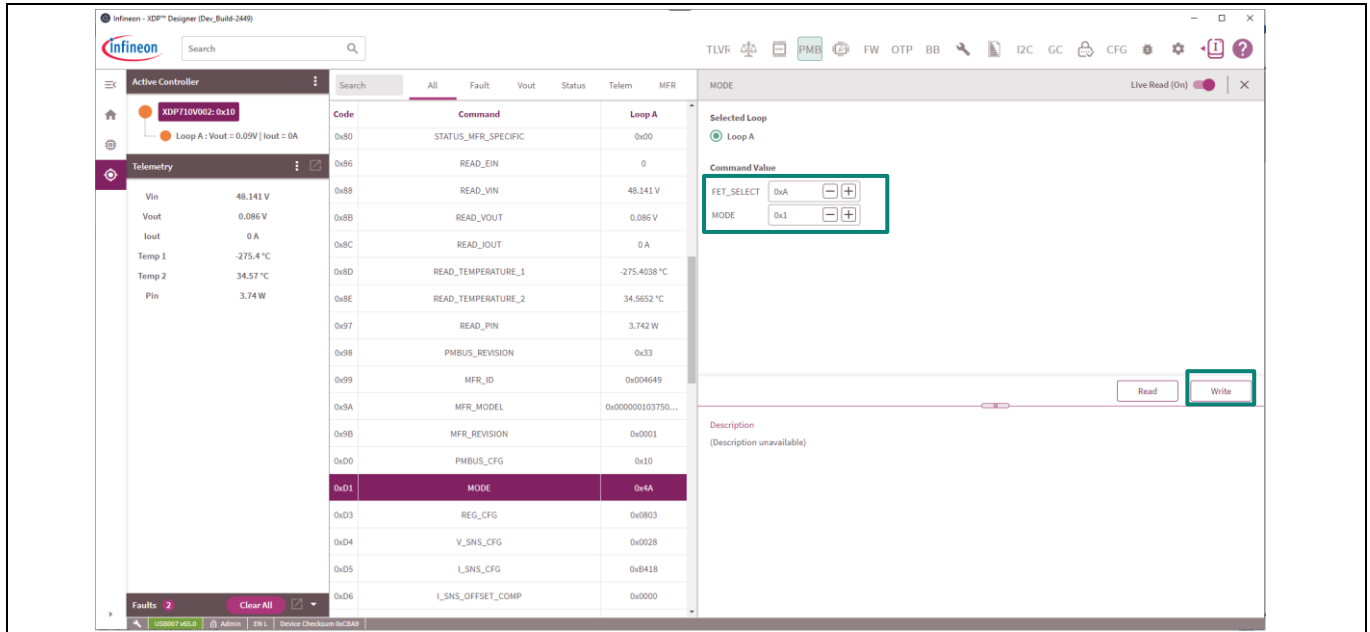 Infineon - XDP™ Designer (Dev_Build-2449)
infineon
Search
TLVR PMB FW OTP BB I2C GC CFG
Active Controller
XDP710V002: 0x10
Loop A : Vout = 0.09V | Iout = 0A
Telemetry
Vin 48.141 V
Vout 0.086 V
Iout 0 A
Temp 1 -275.4 °C
Temp 2 34.57 °C
Pin 3.74 W
Faults 2 Clear All
Search All Fault Vout Status Telem MFR
Code Command Loop A
0x80 STATUS_MFR_SPECIFIC 0x00
0x86 READ_EIN 0
0x88 READ_VIN 48.141 V
0x8B READ_VOUT 0.086 V
0x8C READ_IOUT 0 A
0x8D READ_TEMPERATURE_1 -275.4038 °C
0x8E READ_TEMPERATURE_2 34.5652 °C
0x97 READ_PIN 3.742 W
0x98 PMBUS_REVISION 0x33
0x99 MFR_ID 0x004649
0x9A MFR_MODEL 0x000000103750...
0x9B MFR_REVISION 0x0001
0xD0 PMBUS_CFG 0x10
0xD1 MODE 0x4A
0xD3 REG_CFG 0x0803
0xD4 V_SNS_CFG 0x0028
0xD5 I_SNS_CFG 0xB418
0xD6 I_SNS_OFFSET_COMP 0x0000
MODE Live Read (On)
Selected Loop
Loop A
Command Value
FET_SELECT 0xA
MODE 0x1
Read Write
Description
(Description unavailable)
USB007 v65.0 Admin EN L Device Checksum 0xCBA9